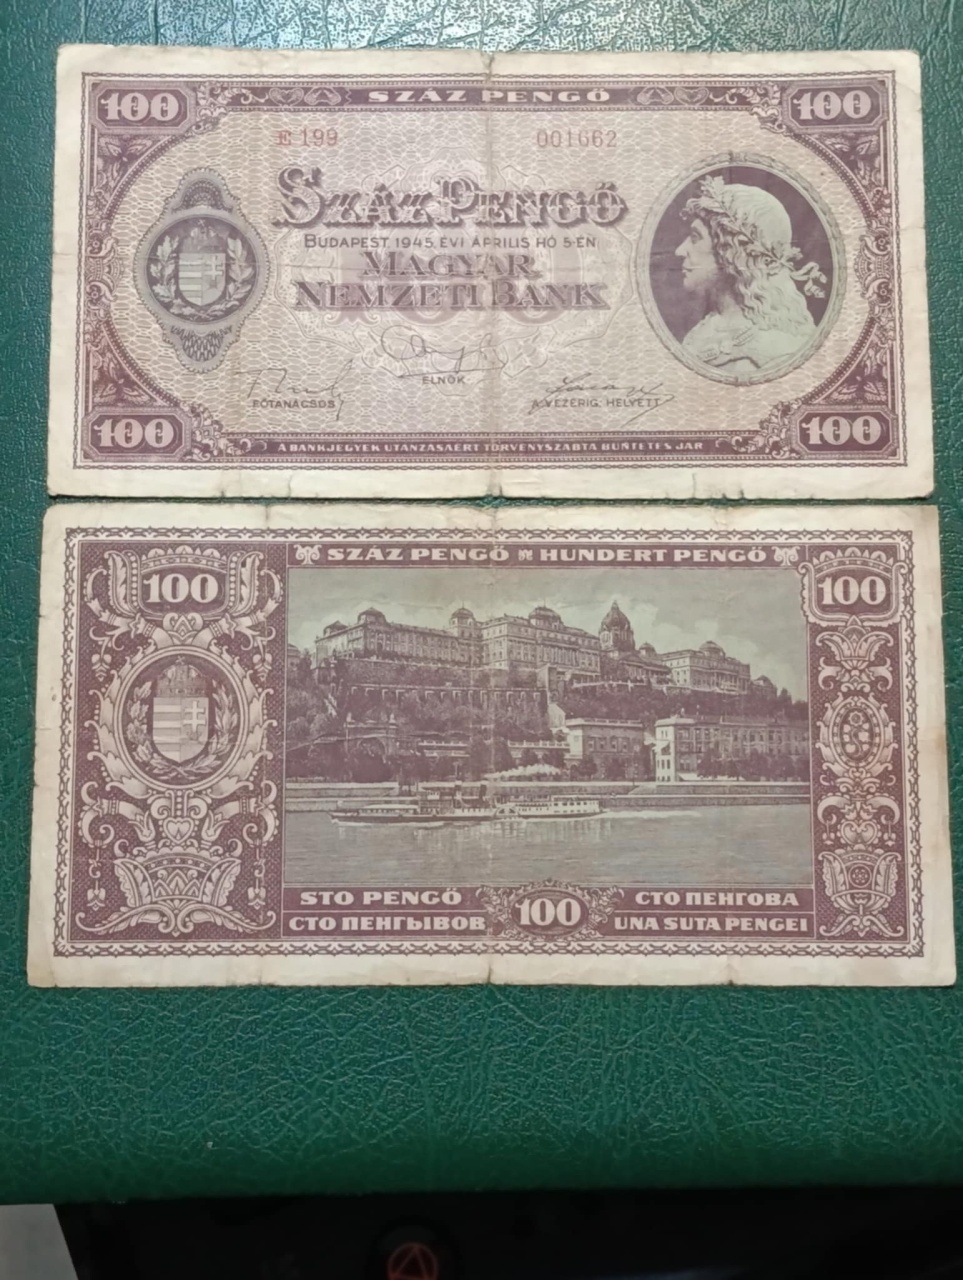 100 SZÁZ PENGŐ 100
E 199 001662
SZÁZ PENGŐ
BUDAPEST, 1945. ÉVI ÁPRILIS HÓ 5-ÉN
MAGYAR
NEMZETI BANK
ELNÖK
FŐTANÁCSOS A VEZÉRIG. HELYETT
100 100
A BANKJEGYEK UTÁNZÁSÁÉRT TÖRVÉNYSZABTA BÜNTETÉS JÁR
SZÁZ PENGŐ HUNDERT PENGŐ
100 100
STO PENGŐ 100 СТО ПЕНГОВА
СТО ПЕНГЫВОВ UNA SUTA PENGEI